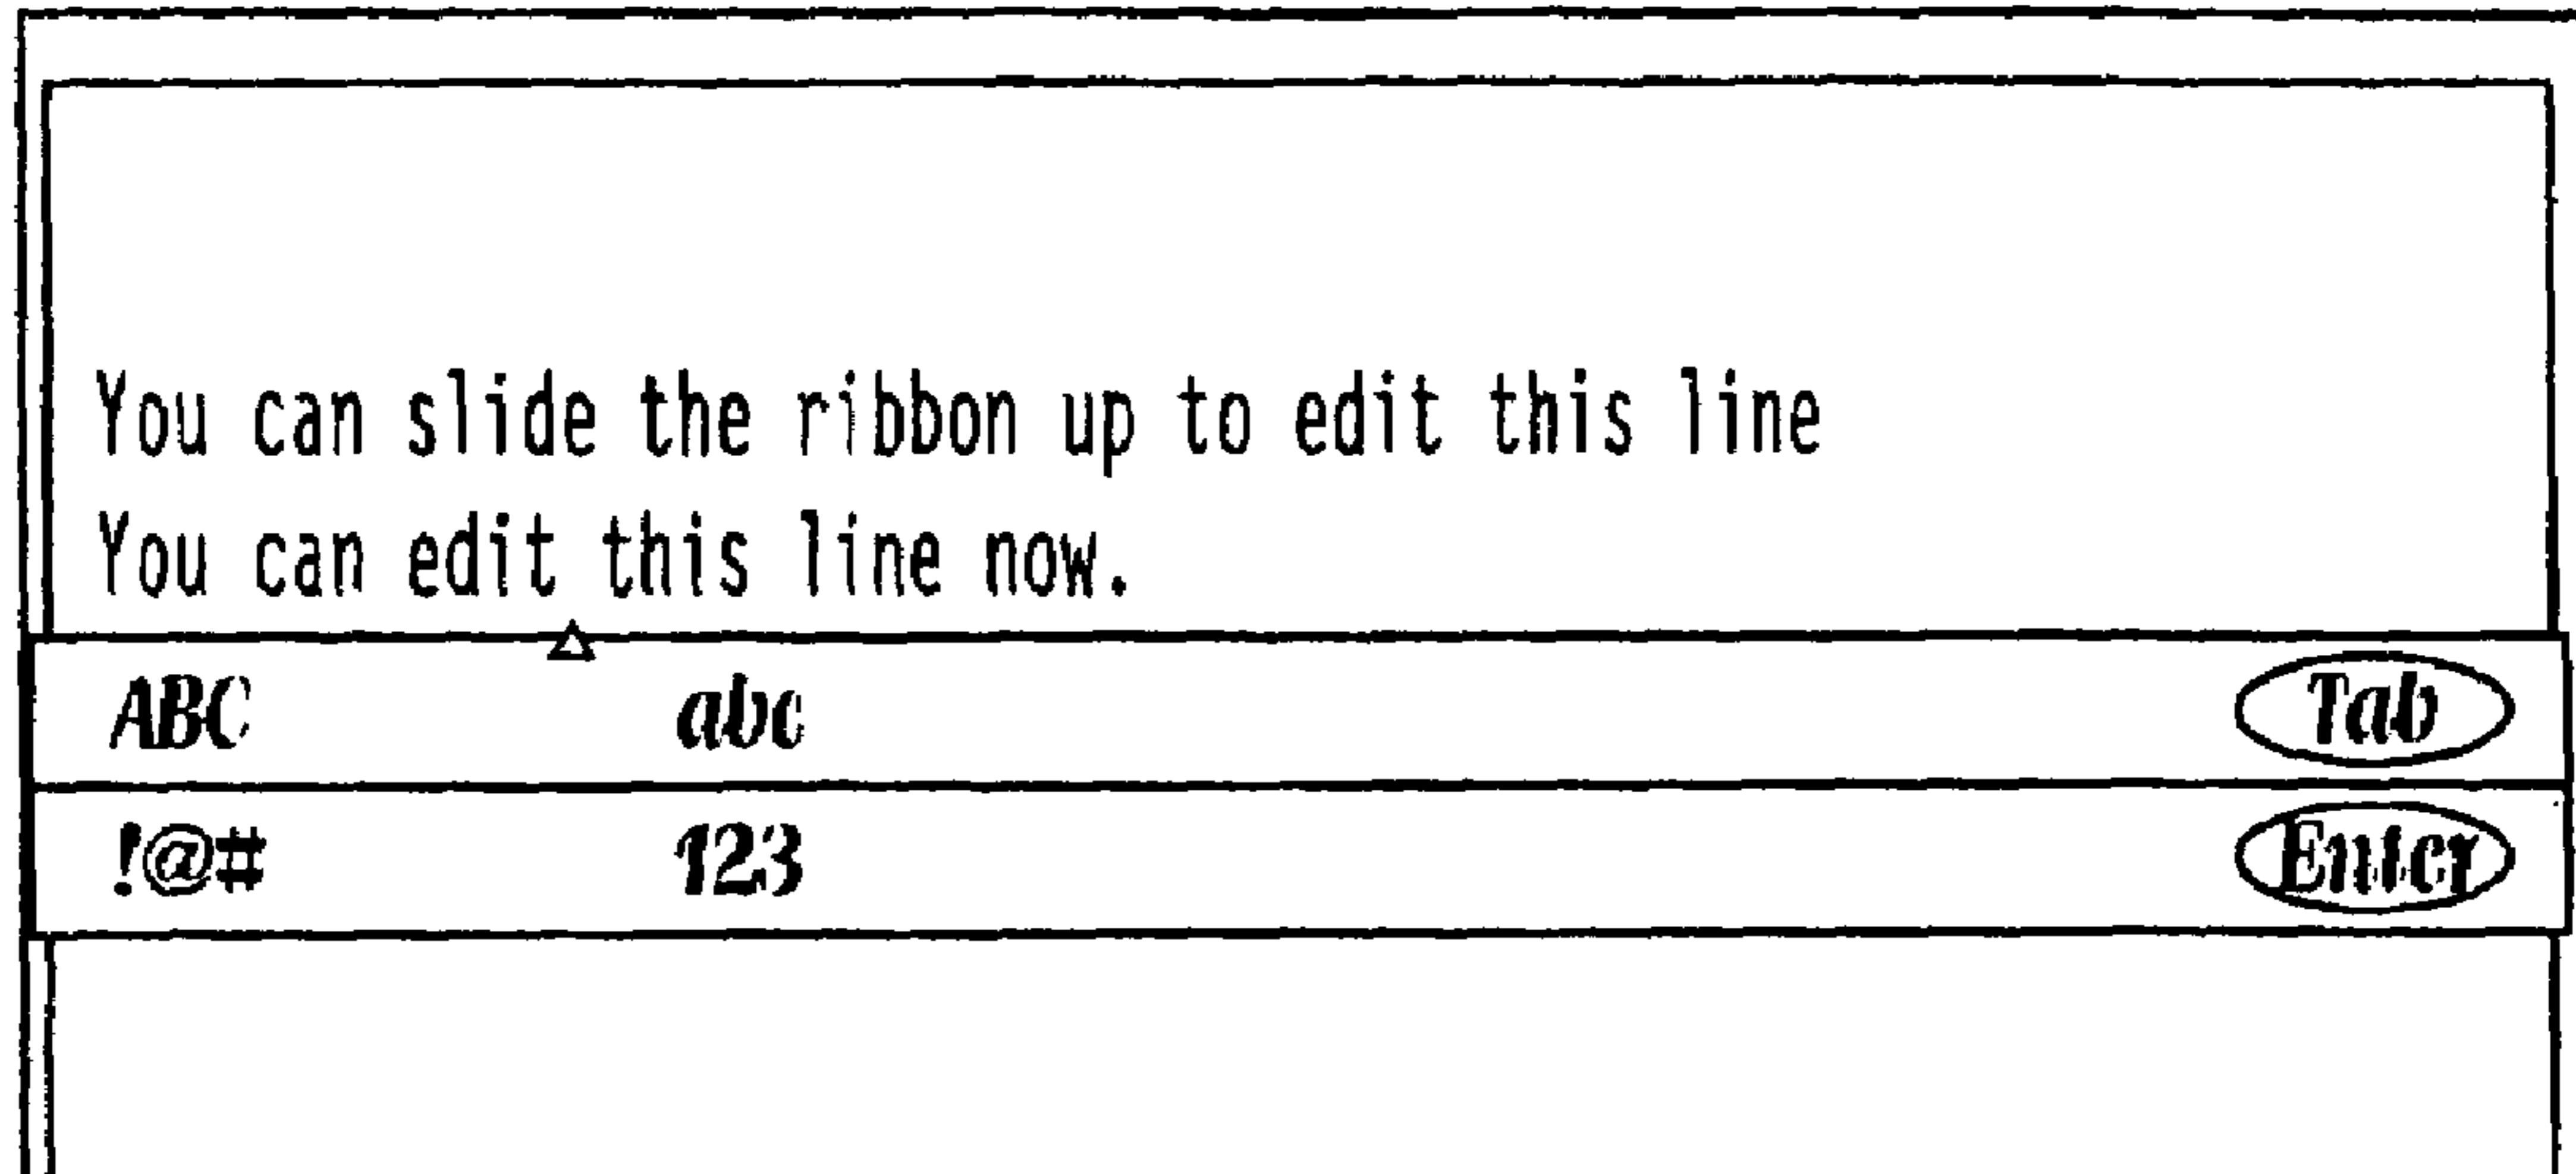 You can slide the ribbon up to edit this line
You can edit this line now.
ABC abc Tab
!@# 123 Enter